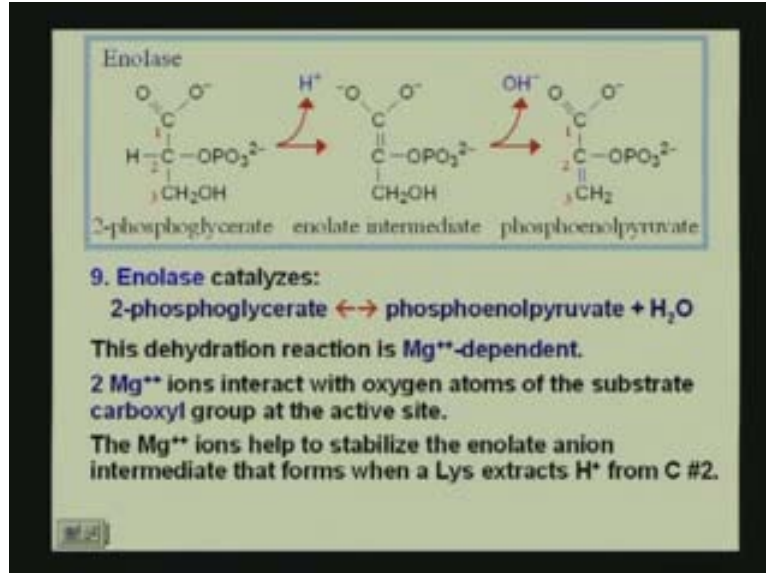 Enolase
H⁺ OH⁻
O O⁻ ⁻O O⁻ O O⁻
C C C
1 1
H–C–OPO₃²⁻ C–OPO₃²⁻ C–OPO₃²⁻
2 2
3 CH₂OH CH₂OH 3 CH₂
2-phosphoglycerate enolate intermediate phosphoenolpyruvate
9. Enolase catalyzes:
2-phosphoglycerate ←→ phosphoenolpyruvate + H₂O
This dehydration reaction is Mg⁺⁺-dependent.
2 Mg⁺⁺ ions interact with oxygen atoms of the substrate
carboxyl group at the active site.
The Mg⁺⁺ ions help to stabilize the enolate anion
intermediate that forms when a Lys extracts H⁺ from C #2.